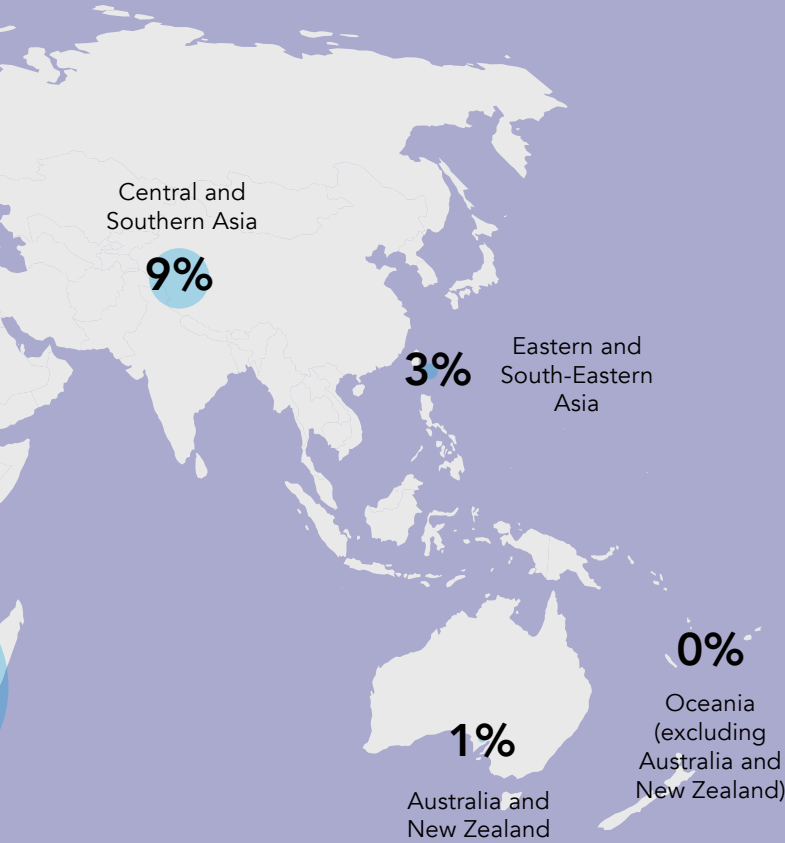 Central and
Southern Asia
9%
3%
Eastern and
South-Eastern
Asia
0%
Oceania
(excluding
Australia and
New Zealand)
1%
Australia and
New Zealand